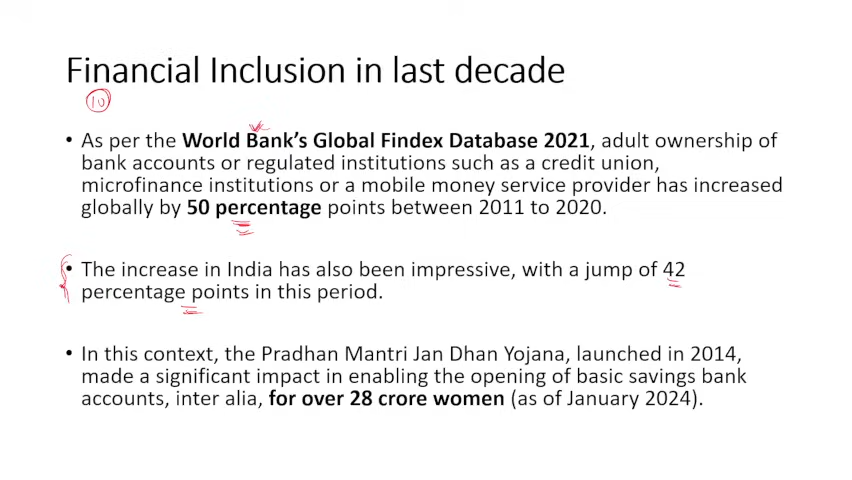 Financial Inclusion in last decade
10
• As per the World Bank's Global Findex Database 2021, adult ownership of
bank accounts or regulated institutions such as a credit union,
microfinance institutions or a mobile money service provider has increased
globally by 50 percentage points between 2011 to 2020.
• The increase in India has also been impressive, with a jump of 42
percentage points in this period.
• In this context, the Pradhan Mantri Jan Dhan Yojana, launched in 2014,
made a significant impact in enabling the opening of basic savings bank
accounts, inter alia, for over 28 crore women (as of January 2024).